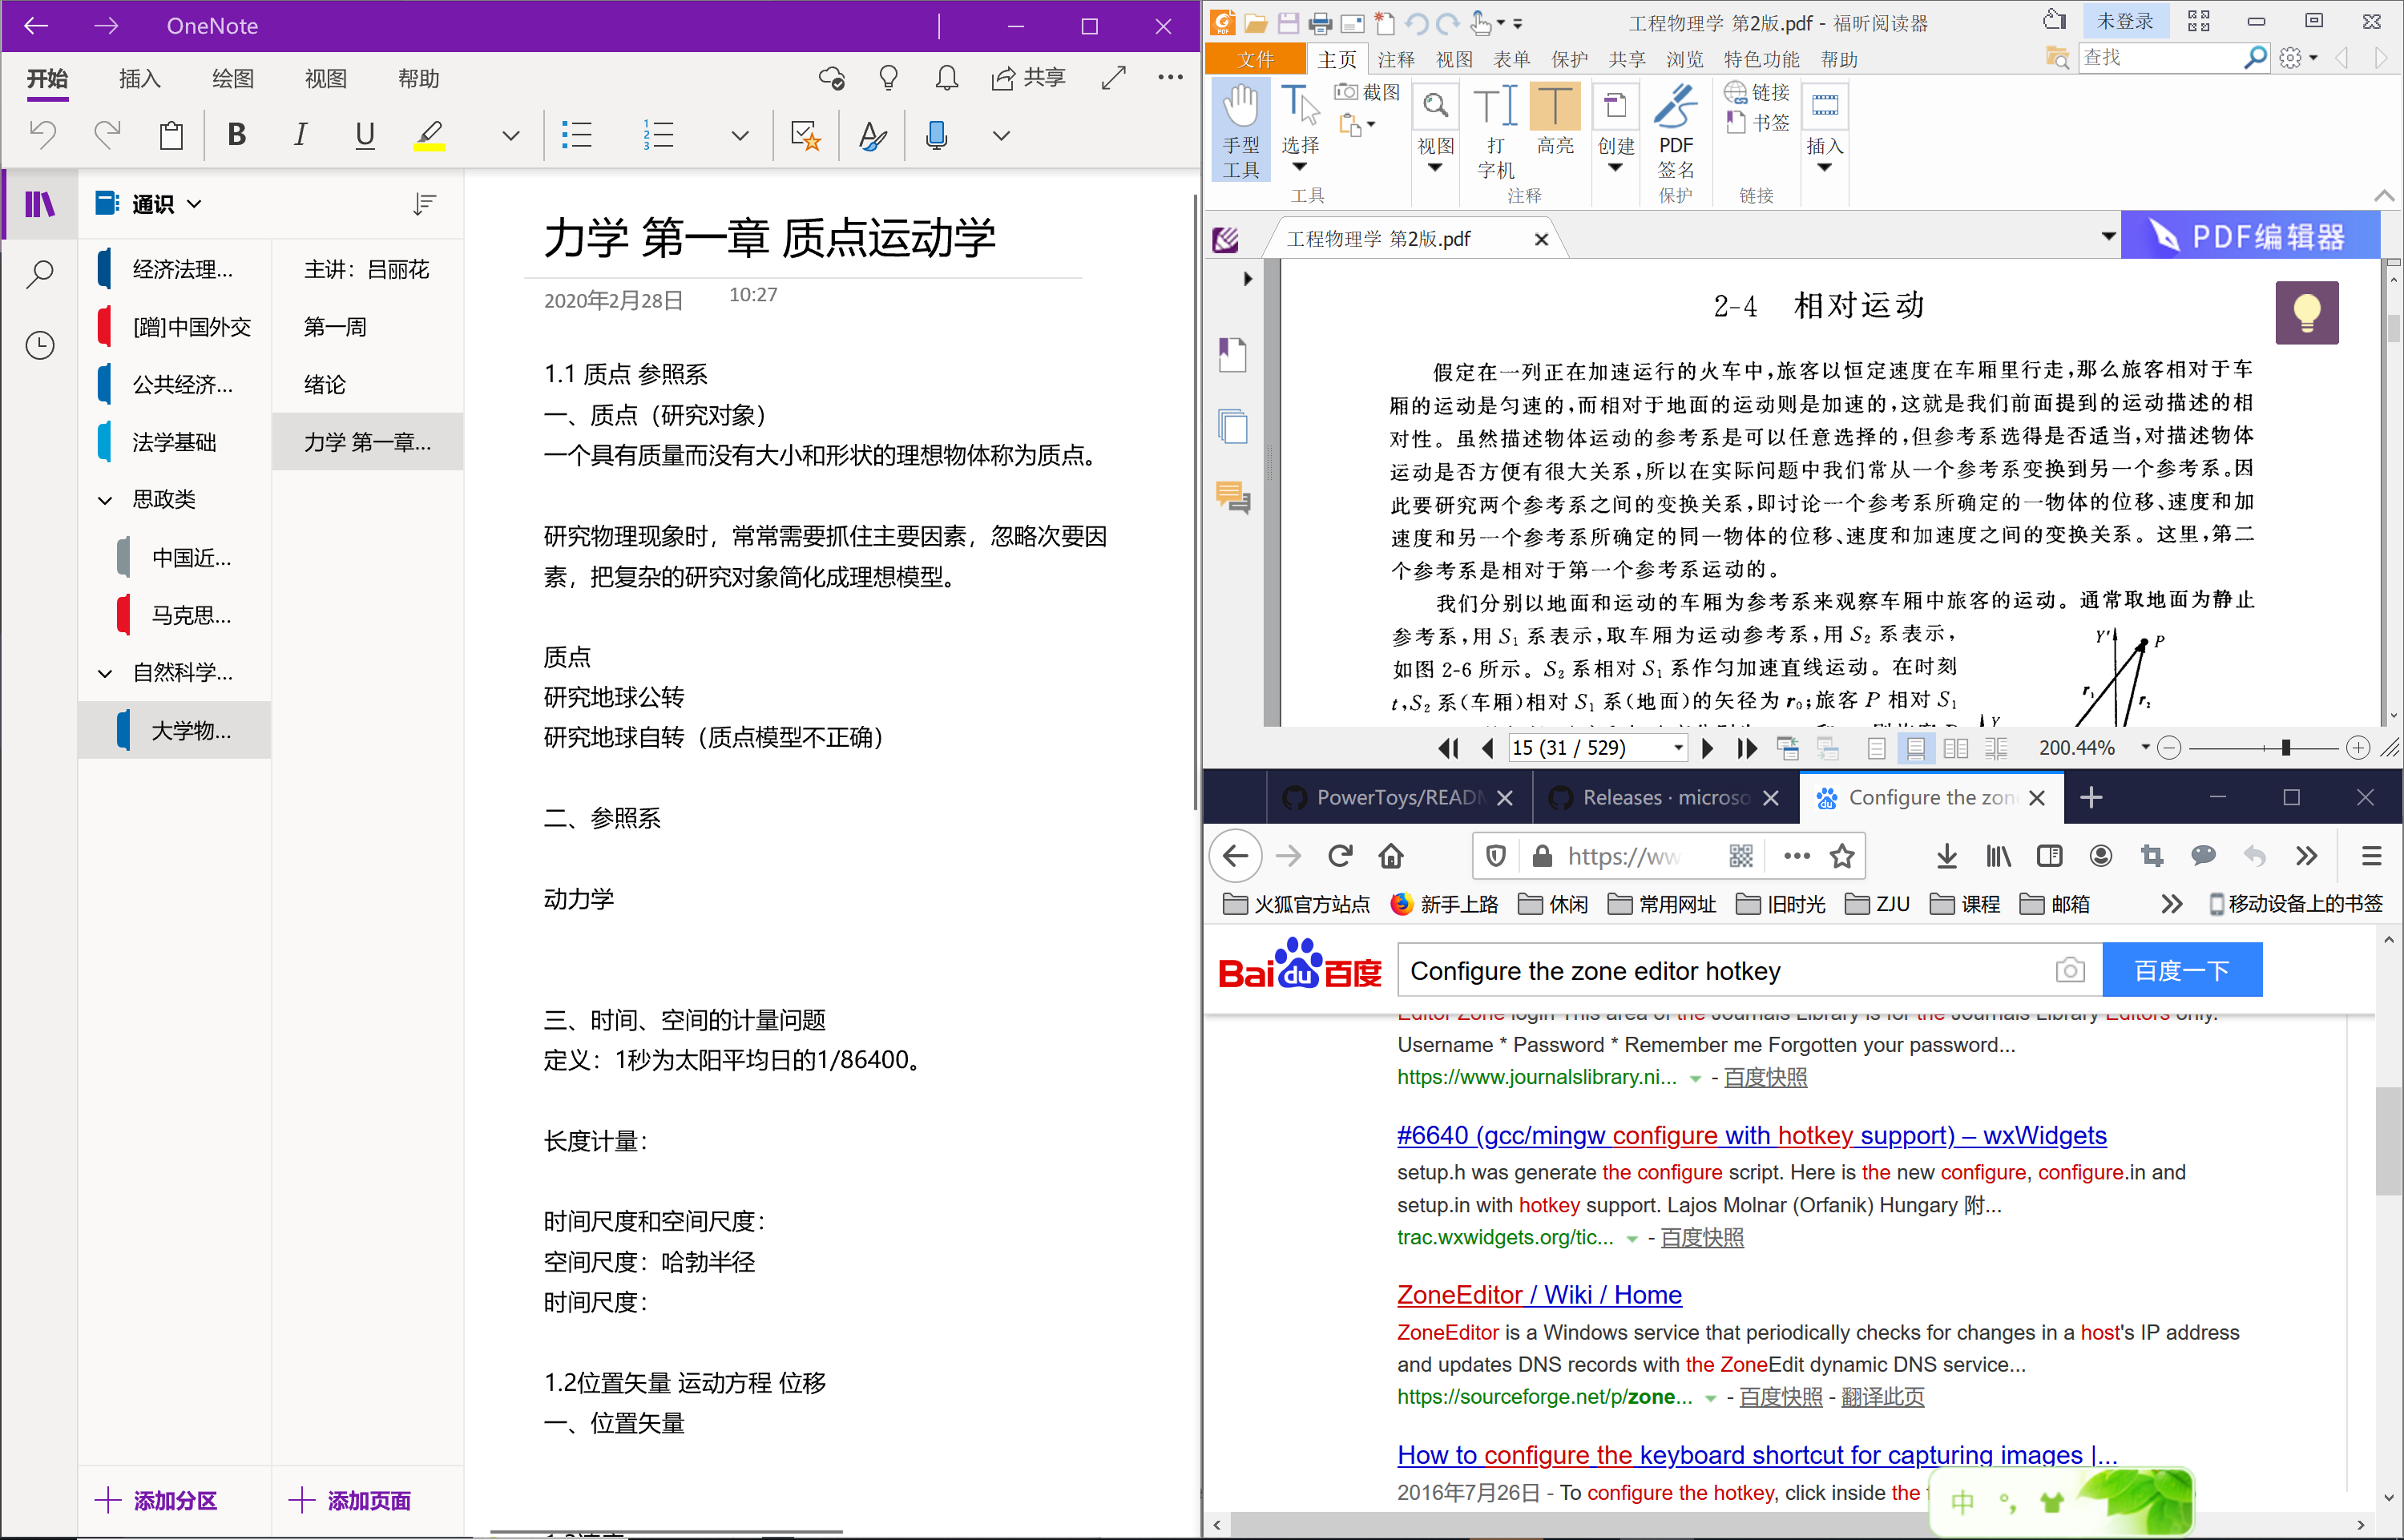 OneNote
开始 插入 绘图 视图 帮助 共享
B I U
通识
经济法理...
[蹭]中国外交
公共经济...
法学基础
思政类
中国近...
马克思...
自然科学...
大学物...
添加分区
主讲：吕丽花
第一周
绪论
力学 第一章...
添加页面
力学 第一章 质点运动学
2020年2月28日 10:27
1.1 质点 参照系
一、质点（研究对象）
一个具有质量而没有大小和形状的理想物体称为质点。
研究物理现象时，常常需要抓住主要因素，忽略次要因
素，把复杂的研究对象简化成理想模型。
质点
研究地球公转
研究地球自转（质点模型不正确）
二、参照系
动力学
三、时间、空间的计量问题
定义：1秒为太阳平均日的1/86400。
长度计量：
时间尺度和空间尺度：
空间尺度：哈勃半径
时间尺度：
1.2位置矢量 运动方程 位移
一、位置矢量
工程物理学 第2版.pdf - 福昕阅读器
未登录
文件 主页 注释 视图 表单 保护 共享 浏览 特色功能 帮助
查找
手型
工具
选择
截图
工具
视图
打
字机
高亮
注释
创建
PDF
签名
保护
链接
书签
链接
插入
工程物理学 第2版.pdf
PDF编辑器
2-4 相对运动
假定在一列正在加速运行的火车中,旅客以恒定速度在车厢里行走,那么旅客相对于车
厢的运动是匀速的,而相对于地面的运动则是加速的,这就是我们前面提到的运动描述的相
对性。虽然描述物体运动的参考系是可以任意选择的,但参考系选得是否适当,对描述物体
运动是否方便有很大关系,所以在实际问题中我们常从一个参考系变换到另一个参考系。因
此要研究两个参考系之间的变换关系,即讨论一个参考系所确定的一物体的位移、速度和加
速度和另一个参考系所确定的同一物体的位移、速度和加速度之间的变换关系。这里,第二
个参考系是相对于第一个参考系运动的。
我们分别以地面和运动的车厢为参考系来观察车厢中旅客的运动。通常取地面为静止
参考系,用 S₁ 系表示,取车厢为运动参考系,用 S₂ 系表示,
如图 2-6 所示。S₂ 系相对 S₁ 系作匀加速直线运动。在时刻
t,S₂ 系(车厢)相对 S₁ 系(地面)的矢径为 r₀;旅客 P 相对 S₁
Y′ P
r₁ r₂
Y
15 (31 / 529)
200.44%
PowerToys/READM
Releases · microso
Configure the zon
https://ww
火狐官方站点 新手上路 休闲 常用网址 旧时光 ZJU 课程 邮箱 移动设备上的书签
Bai du 百度
Configure the zone editor hotkey
百度一下
Editor Zone login This area of the Journals Library is for the Journals Library Editors only.
Username * Password * Remember me Forgotten your password...
https://www.journalslibrary.ni... - 百度快照
#6640 (gcc/mingw configure with hotkey support) – wxWidgets
setup.h was generate the configure script. Here is the new configure, configure.in and
setup.in with hotkey support. Lajos Molnar (Orfanik) Hungary 附...
trac.wxwidgets.org/tic... - 百度快照
ZoneEditor / Wiki / Home
ZoneEditor is a Windows service that periodically checks for changes in a host's IP address
and updates DNS records with the ZoneEdit dynamic DNS service...
https://sourceforge.net/p/zone... - 百度快照 - 翻译此页
How to configure the keyboard shortcut for capturing images |...
2016年7月26日 - To configure the hotkey, click inside the
中 °,